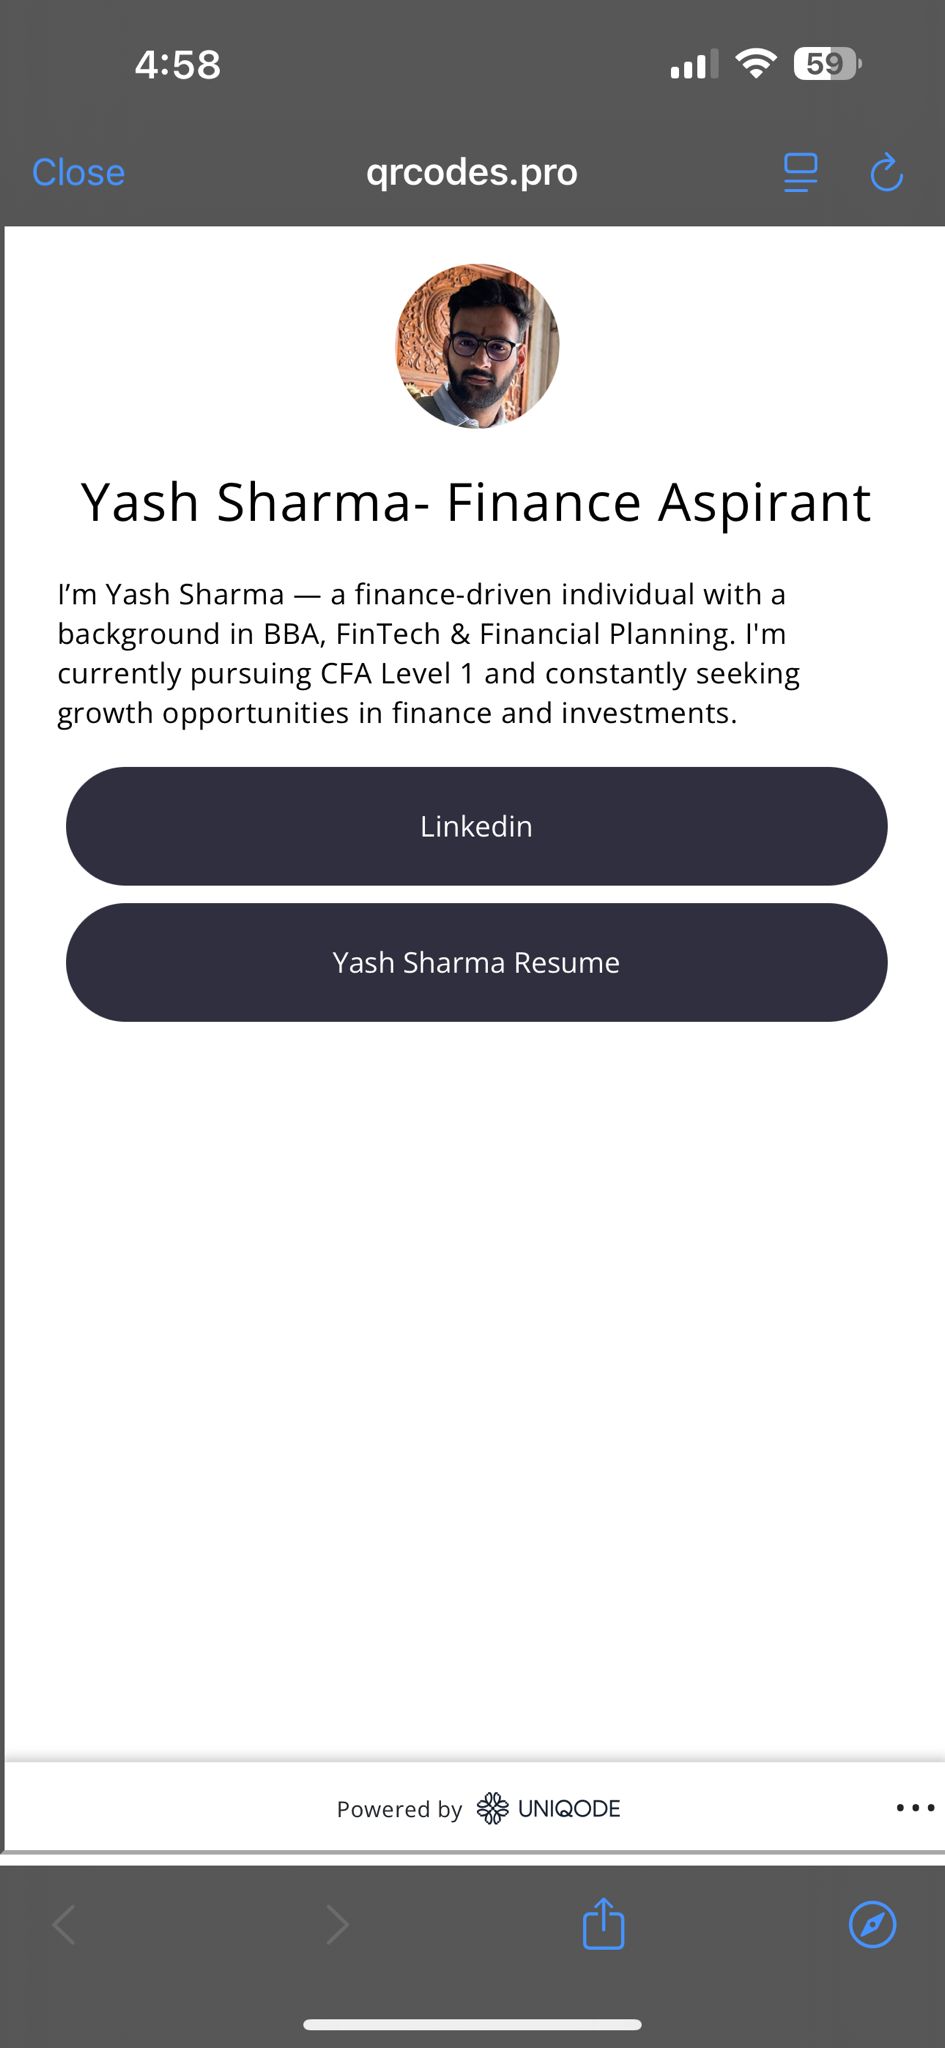 4:58
59
Close
qrcodes.pro
Yash Sharma- Finance Aspirant
I’m Yash Sharma — a finance-driven individual with a
background in BBA, FinTech & Financial Planning. I'm
currently pursuing CFA Level 1 and constantly seeking
growth opportunities in finance and investments.
Linkedin
Yash Sharma Resume
Powered by UNIQODE